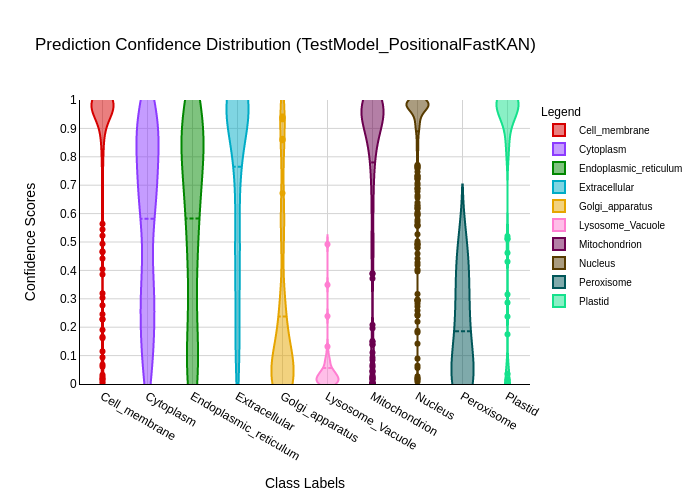 Prediction Confidence Distribution (TestModel_PositionalFastKAN)
Confidence Scores
1
0.9
0.8
0.7
0.6
0.5
0.4
0.3
0.2
0.1
0
Cell_membrane
Cytoplasm
Endoplasmic_reticulum
Extracellular
Golgi_apparatus
Lysosome_Vacuole
Mitochondrion
Nucleus
Peroxisome
Plastid
Class Labels
Legend
Cell_membrane
Cytoplasm
Endoplasmic_reticulum
Extracellular
Golgi_apparatus
Lysosome_Vacuole
Mitochondrion
Nucleus
Peroxisome
Plastid